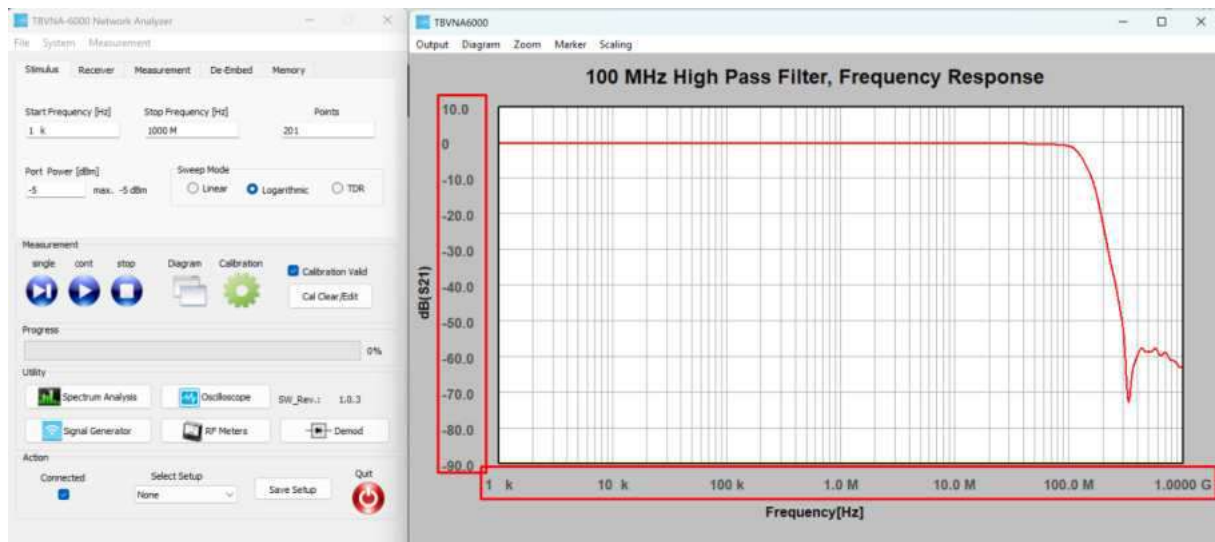 TBVNA-6000 Network Analyzer
File System Measurement
Stimulus Receiver Measurement De-Embed Memory
Start Frequency [Hz] Stop Frequency [Hz] Points
1 k 1000 M 201
Port Power [dBm] Sweep Mode
-5 max. -5 dBm Linear Logarithmic TDR
Measurement
single cont stop Diagram Calibration
Calibration Valid
Cal Clear/Edit
Progress
0%
Utility
Spectrum Analysis Oscilloscope SW_Rev.: 1.0.3
Signal Generator RF Meters Demod
Action
Connected Select Setup Quit
None Save Setup
TBVNA6000
Output Diagram Zoom Marker Scaling
100 MHz High Pass Filter, Frequency Response
10.0
0
-10.0
-20.0
-30.0
-40.0
-50.0
-60.0
-70.0
-80.0
-90.0
dB(S21)
1 k 10 k 100 k 1.0 M 10.0 M 100.0 M 1.0000 G
Frequency[Hz]